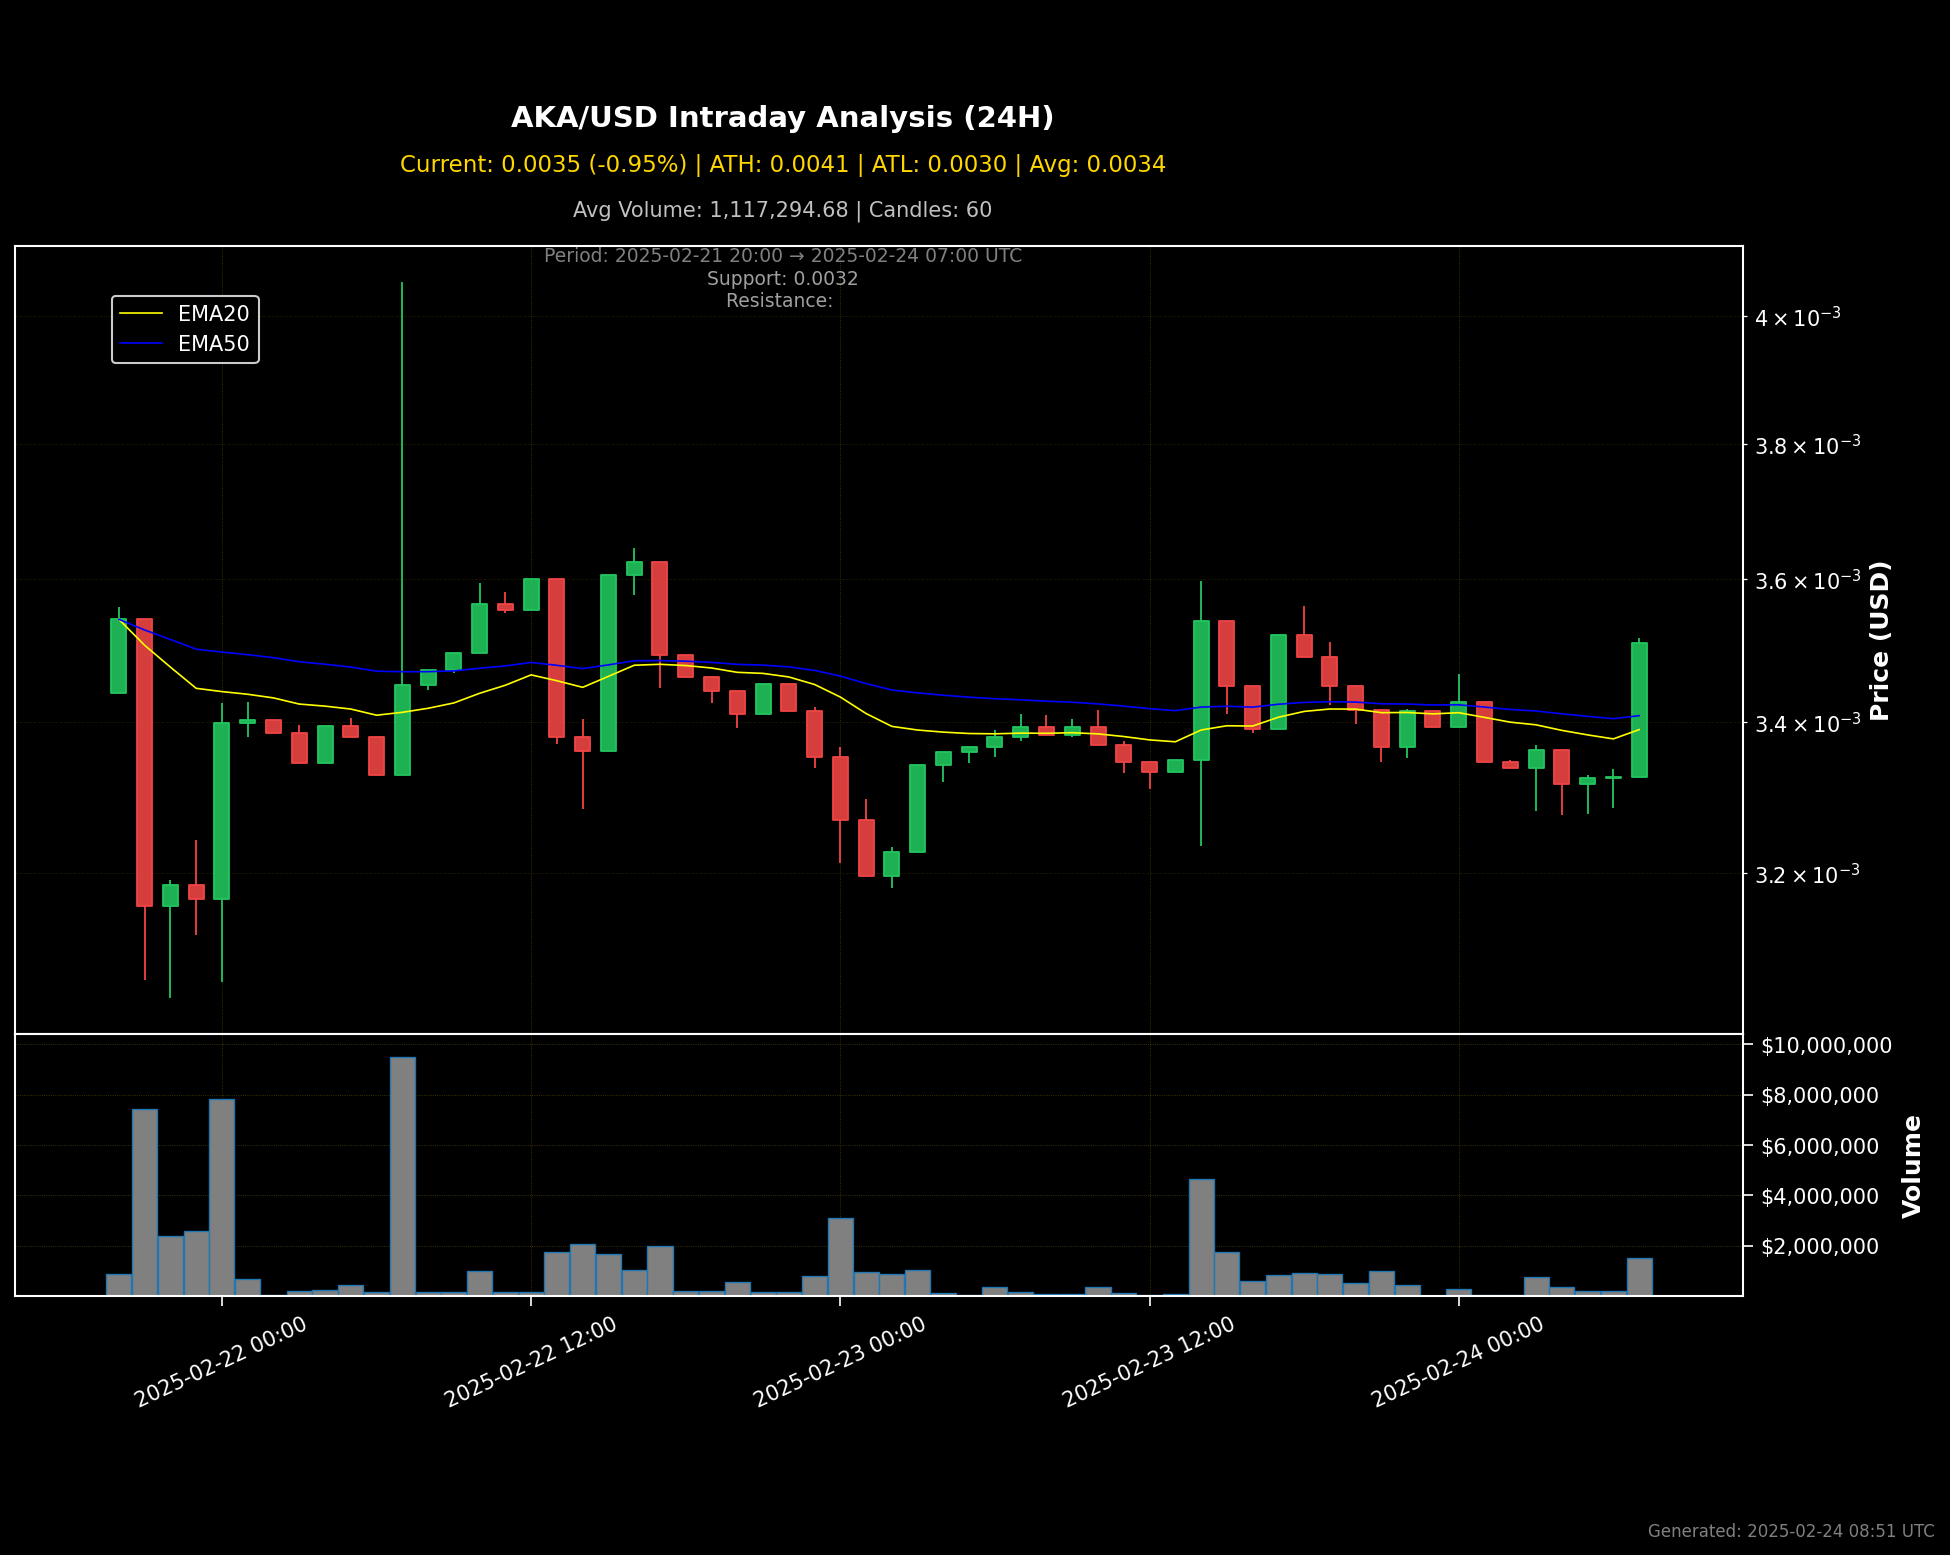 AKA/USD Intraday Analysis (24H)
Current: 0.0035 (-0.95%) | ATH: 0.0041 | ATL: 0.0030 | Avg: 0.0034
Avg Volume: 1,117,294.68 | Candles: 60
Period: 2025-02-21 20:00 → 2025-02-24 07:00 UTC
Support: 0.0032
Resistance:
EMA20
EMA50
4 × 10⁻³
3.8 × 10⁻³
3.6 × 10⁻³
3.4 × 10⁻³
3.2 × 10⁻³
Price (USD)
$10,000,000
$8,000,000
$6,000,000
$4,000,000
$2,000,000
Volume
2025-02-22 00:00
2025-02-22 12:00
2025-02-23 00:00
2025-02-23 12:00
2025-02-24 00:00
Generated: 2025-02-24 08:51 UTC